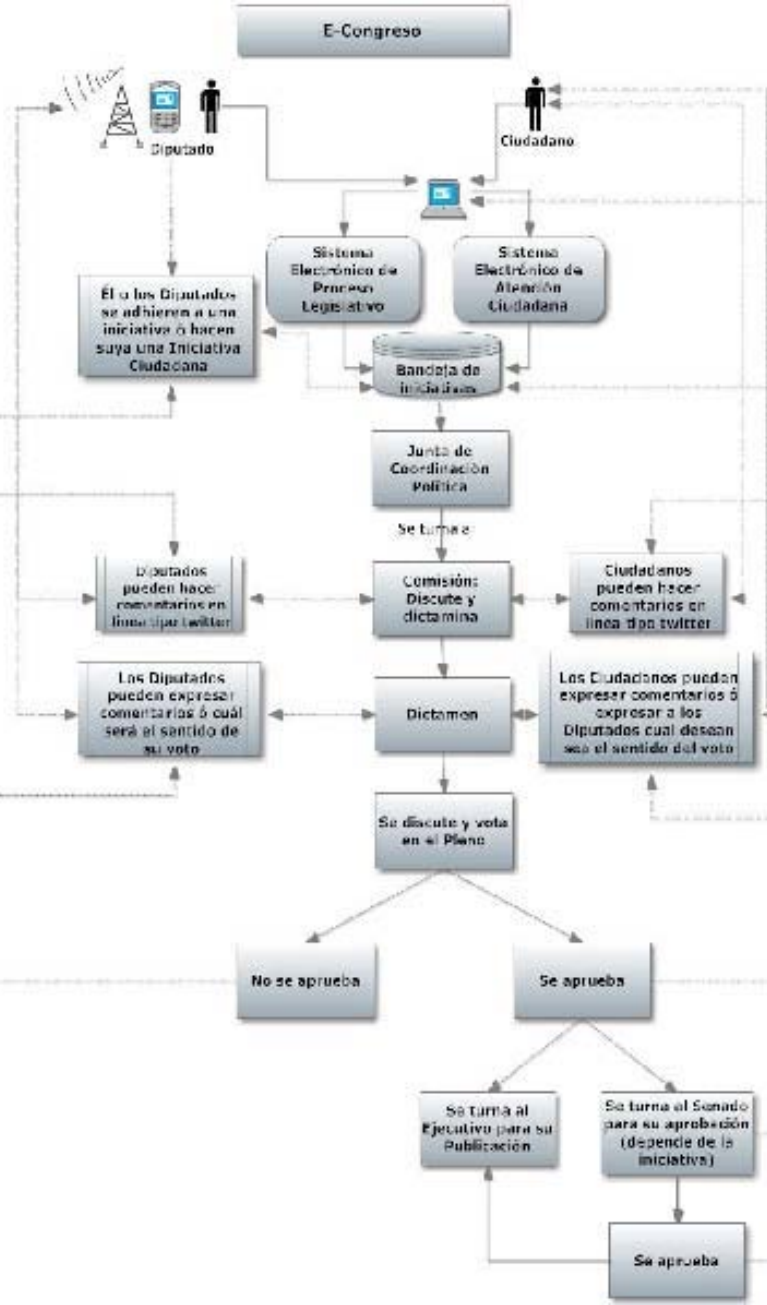 E-Congreso
Diputado
Ciudadano
Sistema
Electrónico de
Proceso
Legislativo
Sistema
Electrónico de
Atención
Ciudadana
Él o los Diputados
se adhieren a una
iniciativa ó hacen
suya una Iniciativa
Ciudadana
Bandeja de
iniciativas
Junta de
Coordinación
Política
Se turna a
Diputados
pueden hacer
comentarios en
linea tipo twitter
Comisión:
Discute y
dictamina
Ciudadanos
pueden hacer
comentarios en
linea tipo twitter
Los Diputados
pueden expresar
comentarios ó cuál
será el sentido de
su voto
Dictamen
Los Ciudadanos pueden
expresar comentarios ó
expresar a los
Diputados cual desean
sea el sentido del voto
Se discute y vota
en el Pleno
No se aprueba
Se aprueba
Se turna al
Ejecutivo para su
Publicación
Se turna al Senado
para su aprobación
(depende de la
iniciativa)
Se aprueba